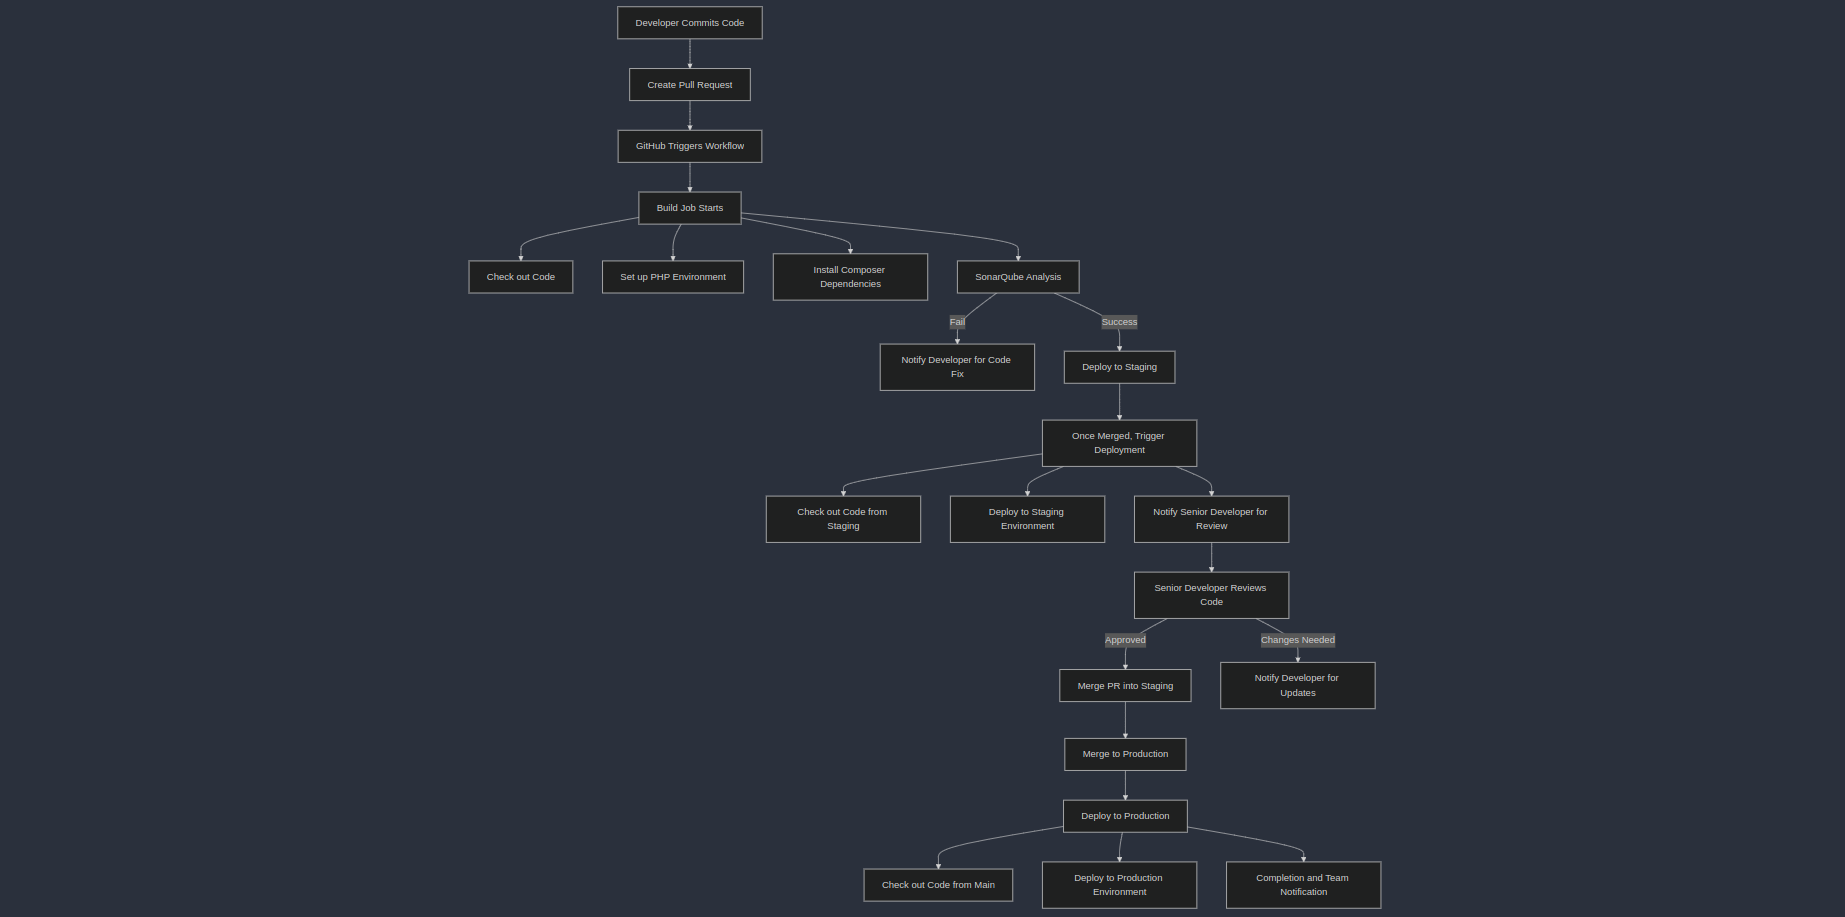 Developer Commits Code
Create Pull Request
GitHub Triggers Workflow
Build Job Starts
Check out Code
Set up PHP Environment
Install Composer
Dependencies
SonarQube Analysis
Fail
Success
Notify Developer for Code
Fix
Deploy to Staging
Once Merged, Trigger
Deployment
Check out Code from
Staging
Deploy to Staging
Environment
Notify Senior Developer for
Review
Senior Developer Reviews
Code
Approved
Changes Needed
Merge PR into Staging
Notify Developer for
Updates
Merge to Production
Deploy to Production
Check out Code from Main
Deploy to Production
Environment
Completion and Team
Notification